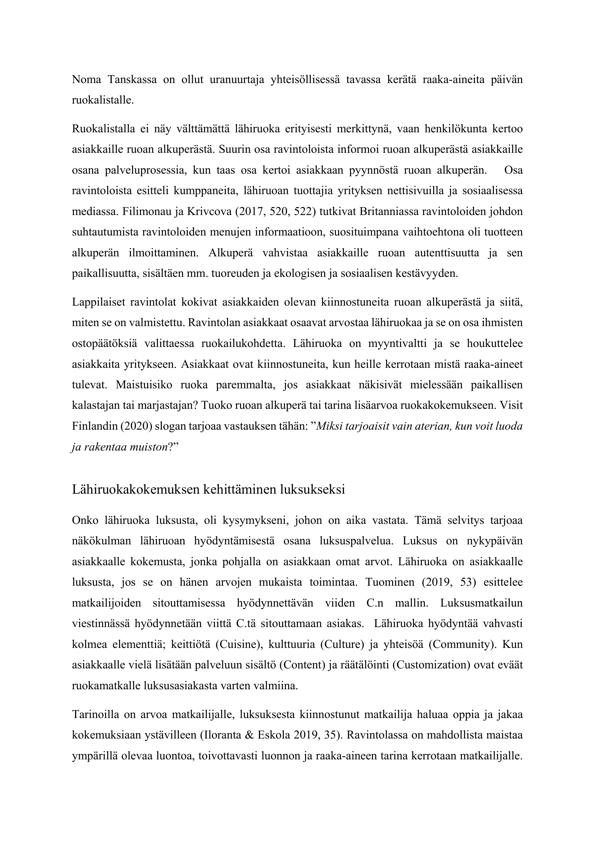 Noma Tanskassa on ollut uranuurtaja yhteisöllisessä tavassa kerätä raaka-aineita päivän
ruokalistalle.
Ruokalistalla ei näy välttämättä lähiruoka erityisesti merkittynä, vaan henkilökunta kertoo
asiakkaille ruoan alkuperästä. Suurin osa ravintoloista informoi ruoan alkuperästä asiakkaille
osana palveluprosessia, kun taas osa kertoi asiakkaan pyynnöstä ruoan alkuperän. Osa
ravintoloista esitteli kumppaneita, lähiruoan tuottajia yrityksen nettisivuilla ja sosiaalisessa
mediassa. Filimonau ja Krivcova (2017, 520, 522) tutkivat Britanniassa ravintoloiden johdon
suhtautumista ravintoloiden menujen informaatioon, suosituimpana vaihtoehtona oli tuotteen
alkuperän ilmoittaminen. Alkuperä vahvistaa asiakkaille ruoan autenttisuutta ja sen
paikallisuutta, sisältäen mm. tuoreuden ja ekologisen ja sosiaalisen kestävyyden.
Lappilaiset ravintolat kokivat asiakkaiden olevan kiinnostuneita ruoan alkuperästä ja siitä,
miten se on valmistettu. Ravintolan asiakkaat osaavat arvostaa lähiruokaa ja se on osa ihmisten
ostopäätöksiä valittaessa ruokailukohdetta. Lähiruoka on myyntivaltti ja se houkuttelee
asiakkaita yritykseen. Asiakkaat ovat kiinnostuneita, kun heille kerrotaan mistä raaka-aineet
tulevat. Maistuisiko ruoka paremmalta, jos asiakkaat näkisivät mielessään paikallisen
kalastajan tai marjastajan? Tuoko ruoan alkuperä tai tarina lisäarvoa ruokakokemukseen. Visit
Finlandin (2020) slogan tarjoaa vastauksen tähän: ”Miksi tarjoaisit vain aterian, kun voit luoda
ja rakentaa muiston?”
Lähiruokakokemuksen kehittäminen luksukseksi
Onko lähiruoka luksusta, oli kysymykseni, johon on aika vastata. Tämä selvitys tarjoaa
näkökulman lähiruoan hyödyntämisestä osana luksuspalvelua. Luksus on nykypäivän
asiakkaalle kokemusta, jonka pohjalla on asiakkaan omat arvot. Lähiruoka on asiakkaalle
luksusta, jos se on hänen arvojen mukaista toimintaa. Tuominen (2019, 53) esittelee
matkailijoiden sitouttamisessa hyödynnettävän viiden C.n mallin. Luksusmatkailun
viestinnässä hyödynnetään viittä C.tä sitouttamaan asiakas. Lähiruoka hyödyntää vahvasti
kolmea elementtiä; keittiötä (Cuisine), kulttuuria (Culture) ja yhteisöä (Community). Kun
asiakkaalle vielä lisätään palveluun sisältö (Content) ja räätälöinti (Customization) ovat eväät
ruokamatkalle luksusasiakasta varten valmiina.
Tarinoilla on arvoa matkailijalle, luksuksesta kiinnostunut matkailija haluaa oppia ja jakaa
kokemuksiaan ystävilleen (Iloranta & Eskola 2019, 35). Ravintolassa on mahdollista maistaa
ympärillä olevaa luontoa, toivottavasti luonnon ja raaka-aineen tarina kerrotaan matkailijalle.